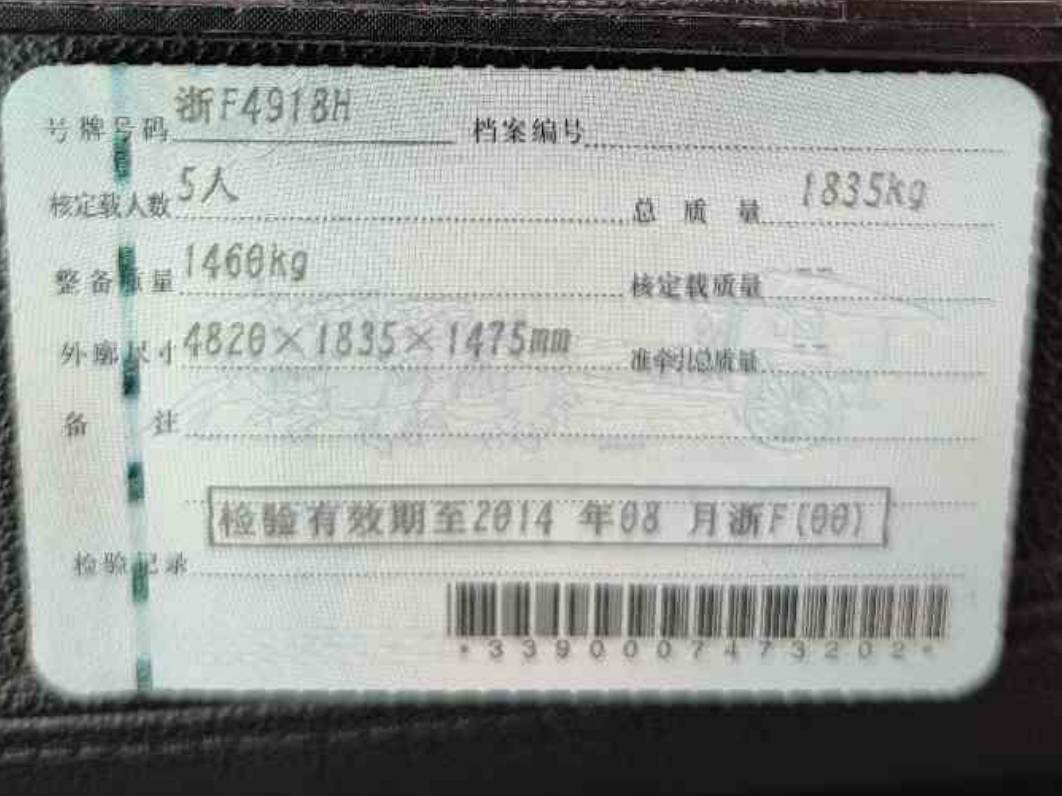 号牌号码 浙F4918H 档案编号
核定载人数 5人 总质量 1835kg
整备质量 1460kg 核定载质量 --
外廓尺寸 4820×1835×1475mm 准牵引总质量 --
备注
检验有效期至2014 年08 月浙F(00)
检验记录
*3390007473202*